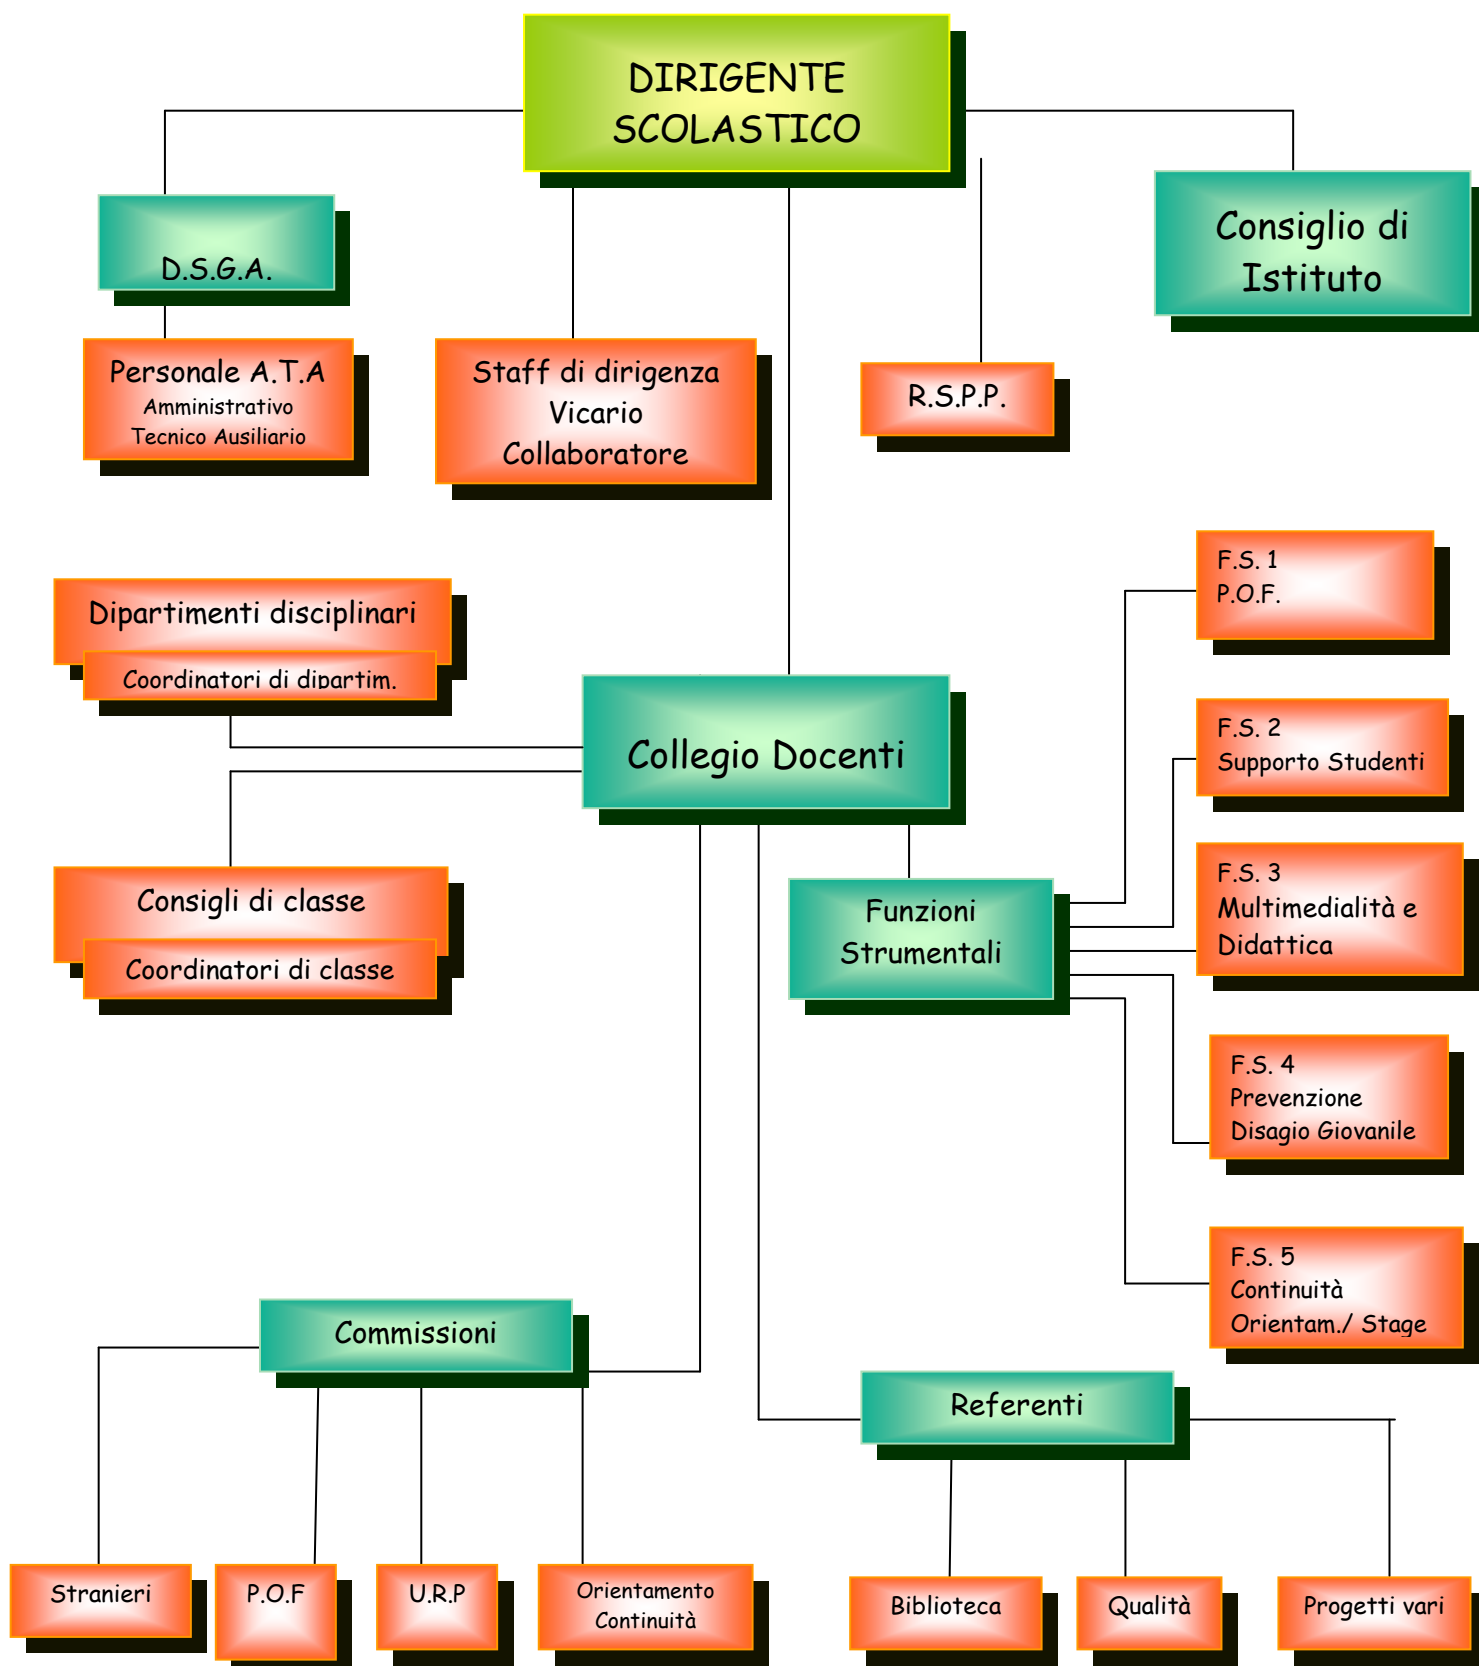 DIRIGENTE
SCOLASTICO
D.S.G.A.
Consiglio di
Istituto
Personale A.T.A
Amministrativo
Tecnico Ausiliario
Staff di dirigenza
Vicario
Collaboratore
R.S.P.P.
Dipartimenti disciplinari
Coordinatori di dipartim.
Collegio Docenti
Consigli di classe
Coordinatori di classe
Funzioni
Strumentali
F.S. 1
P.O.F.
F.S. 2
Supporto Studenti
F.S. 3
Multimedialità e
Didattica
F.S. 4
Prevenzione
Disagio Giovanile
F.S. 5
Continuità
Orientam./ Stage
Commissioni
Referenti
Stranieri
P.O.F
U.R.P
Orientamento
Continuità
Biblioteca
Qualità
Progetti vari